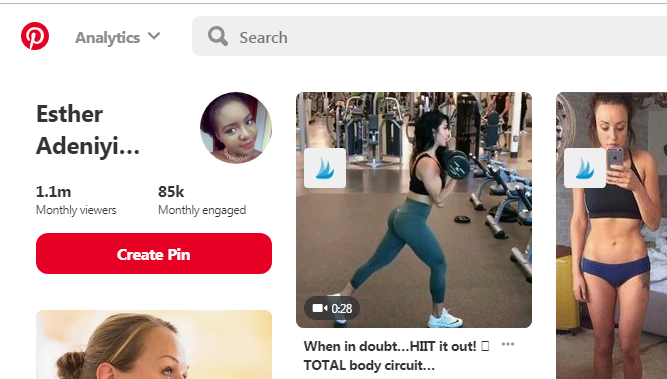 Analytics
Search
Esther
Adeniyi...
1.1m
Monthly viewers
85k
Monthly engaged
Create Pin
0:28
When in doubt...HIIT it out!
TOTAL body circuit...